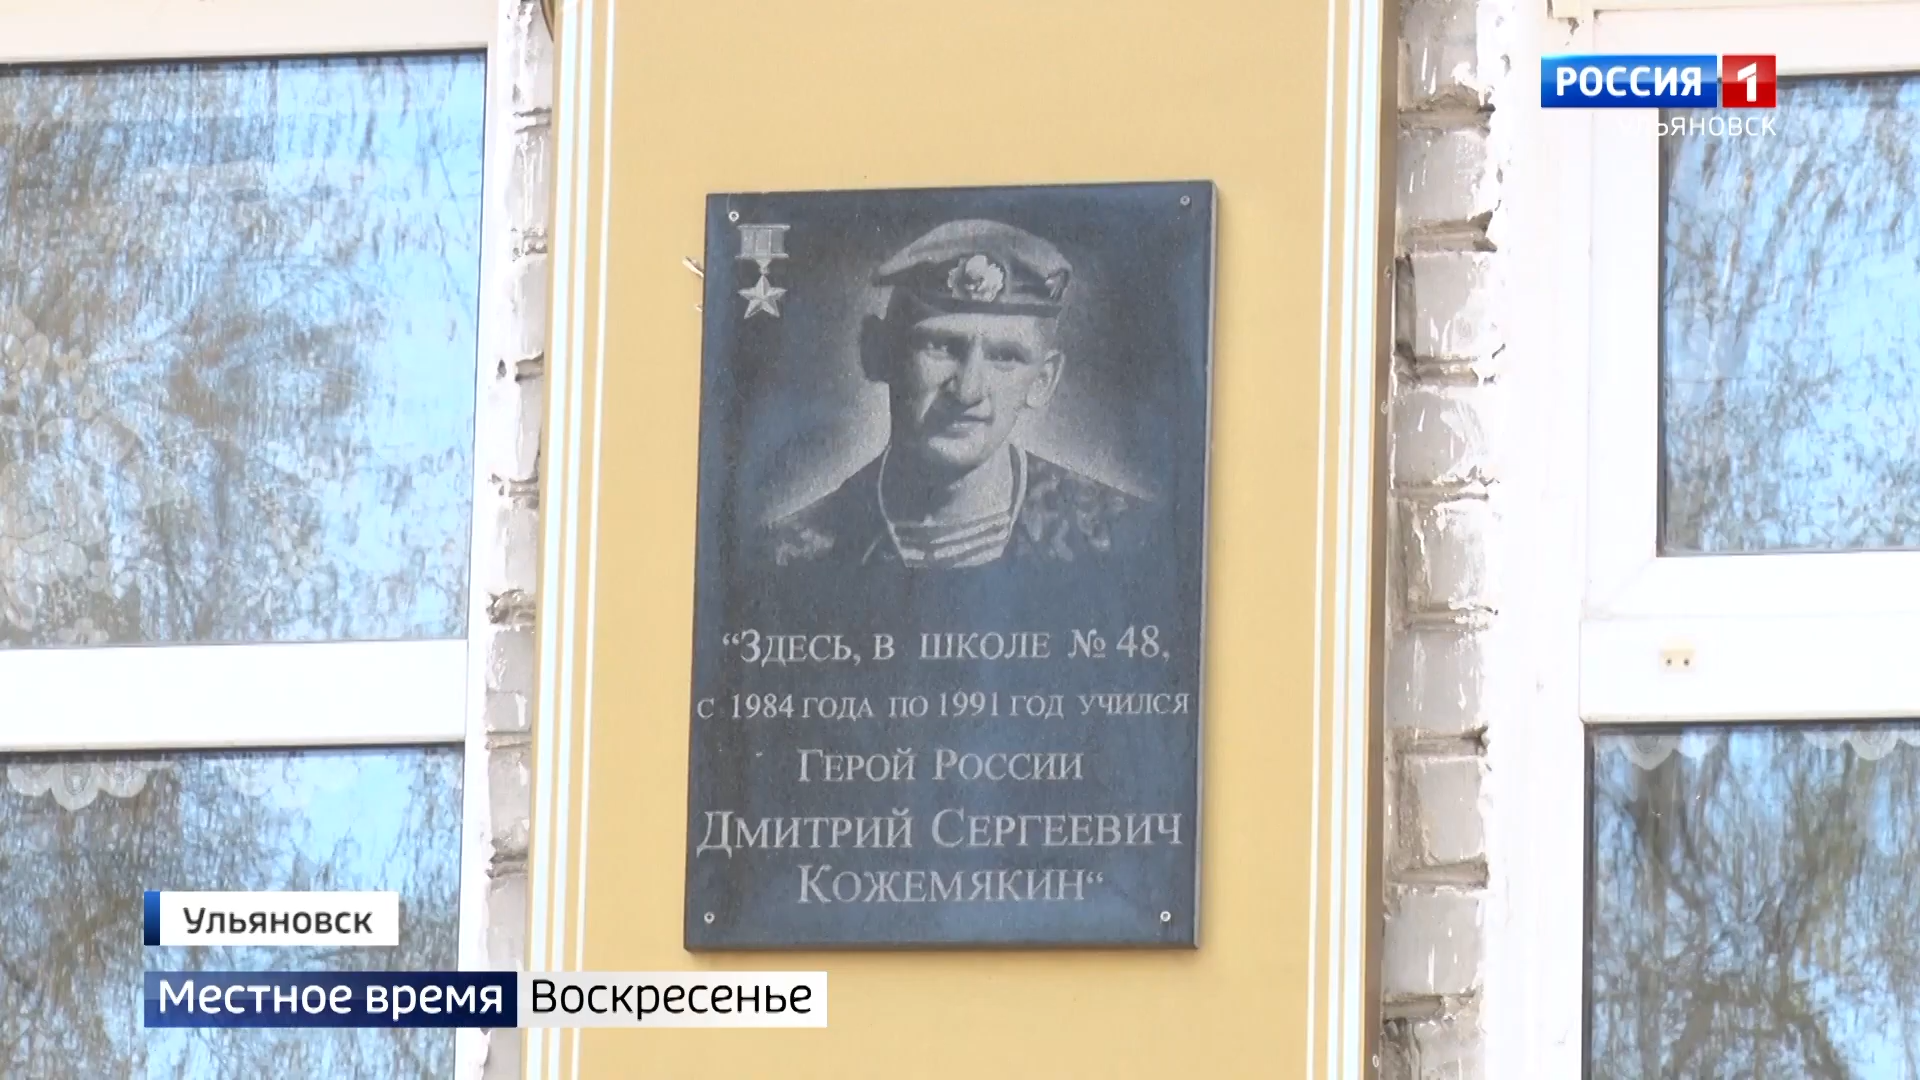 РОССИЯ 1
УЛЬЯНОВСК
“ЗДЕСЬ, В ШКОЛЕ № 48,
С 1984 ГОДА ПО 1991 ГОД УЧИЛСЯ
ГЕРОЙ РОССИИ
ДМИТРИЙ СЕРГЕЕВИЧ
КОЖЕМЯКИН“
Ульяновск
Местное время Воскресенье